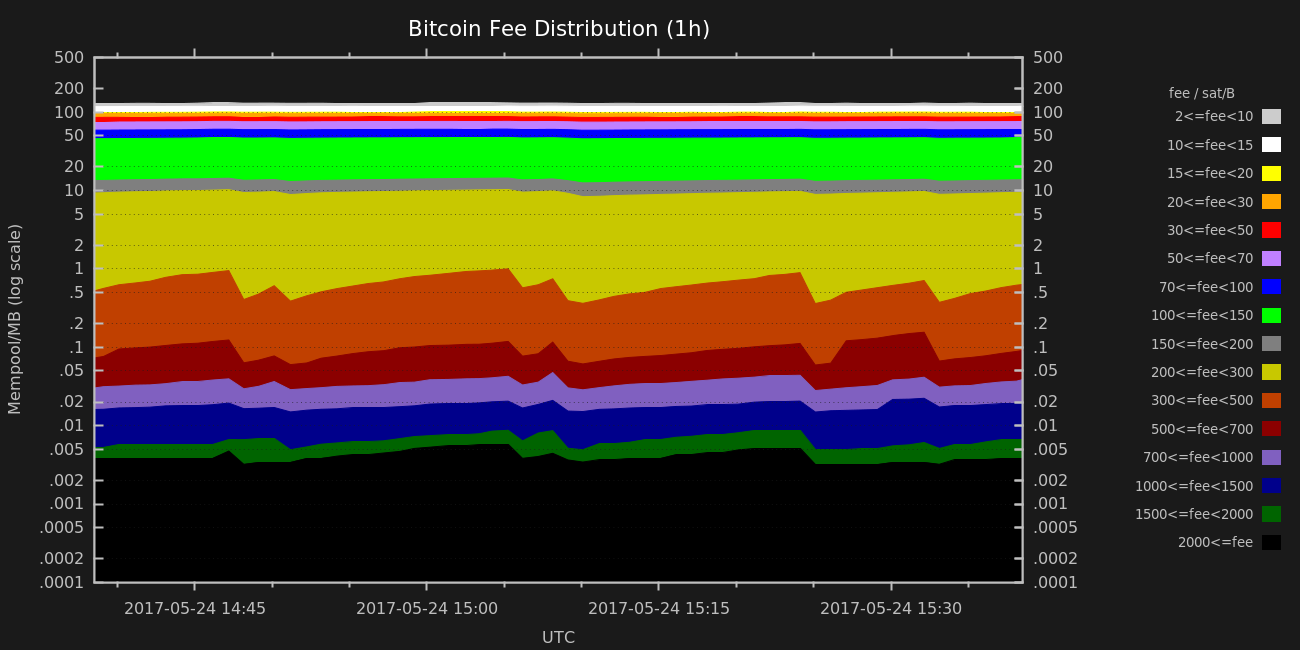 Bitcoin Fee Distribution (1h)
Mempool/MB (log scale)
500
200
100
50
20
10
5
2
1
.5
.2
.1
.05
.02
.01
.005
.002
.001
.0005
.0002
.0001
500
200
100
50
20
10
5
2
1
.5
.2
.1
.05
.02
.01
.005
.002
.001
.0005
.0002
.0001
2017-05-24 14:45
2017-05-24 15:00
2017-05-24 15:15
2017-05-24 15:30
UTC
fee / sat/B
2<=fee<10
10<=fee<15
15<=fee<20
20<=fee<30
30<=fee<50
50<=fee<70
70<=fee<100
100<=fee<150
150<=fee<200
200<=fee<300
300<=fee<500
500<=fee<700
700<=fee<1000
1000<=fee<1500
1500<=fee<2000
2000<=fee